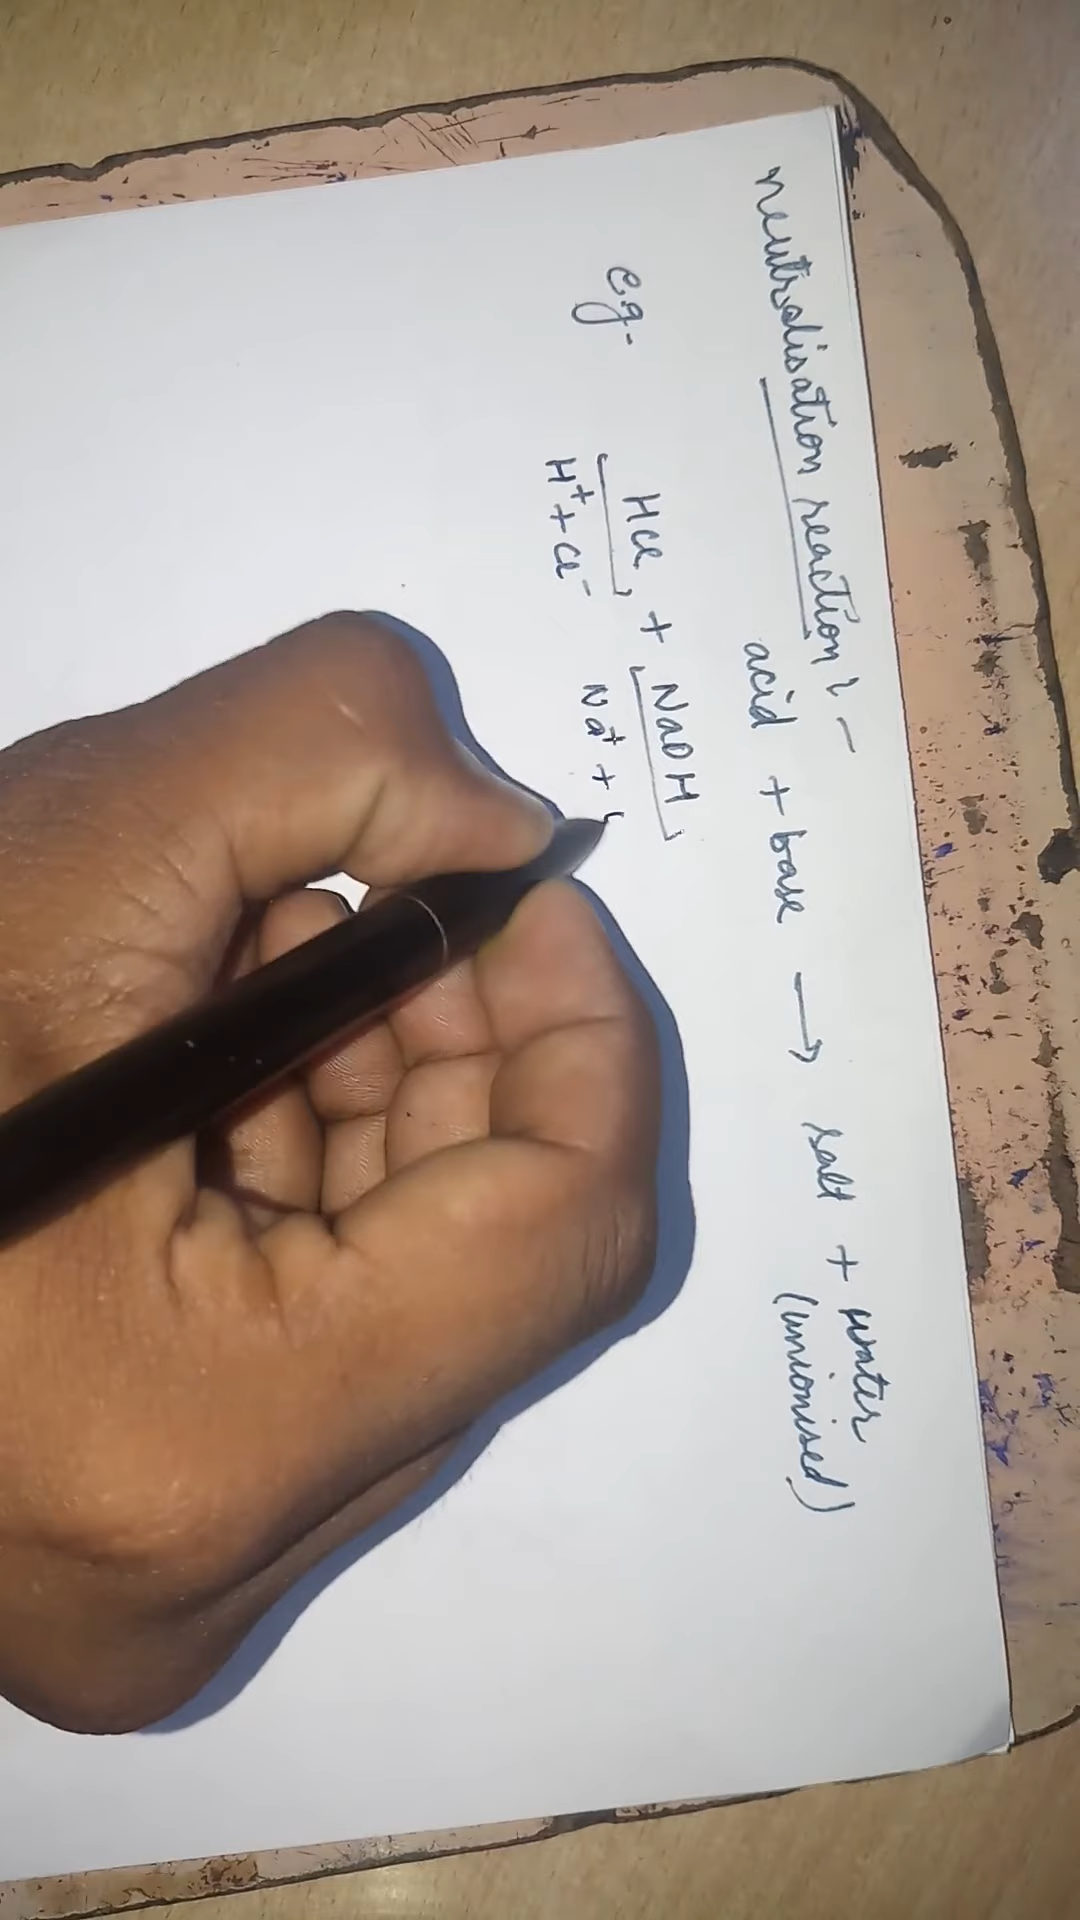 neutralisation reaction :-
acid + base → salt + water
(unionised)
e.g- HCl + NaOH
H⁺ + Cl⁻ Na⁺ +